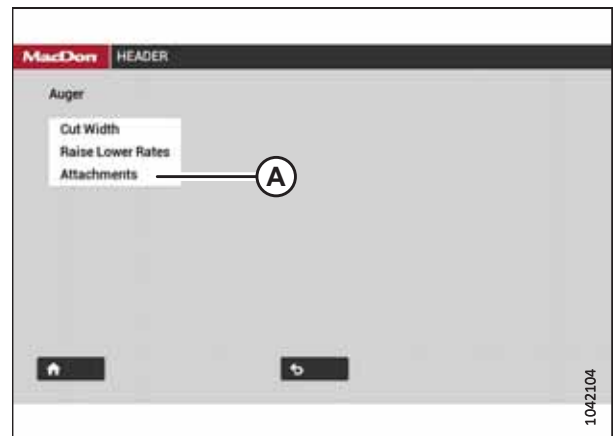 MacDon HEADER
Auger
Cut Width
Raise Lower Rates
Attachments
A
1042104